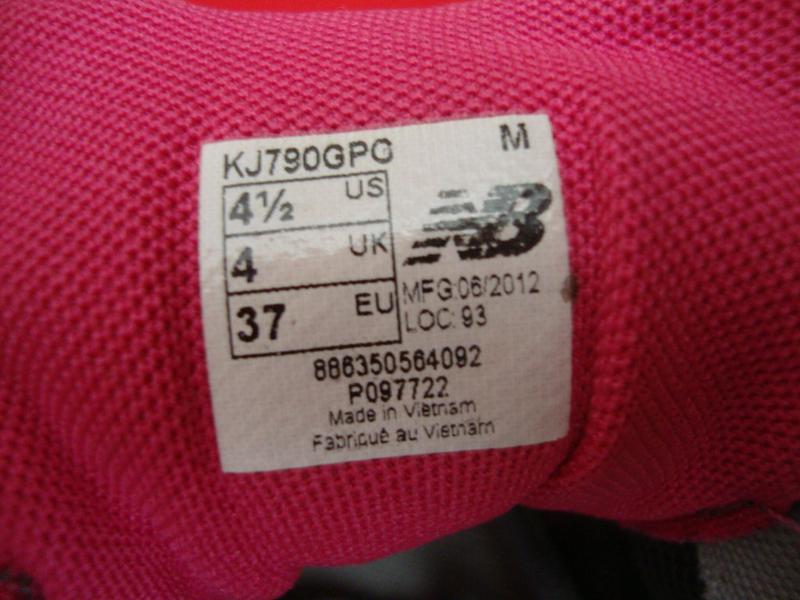 KJ790GPG
M
4½ US
4 UK
37 EU
NB
MFG:06/2012
LOC: 93
886350564092
P097722
Made in Vietnam
Fabriqué au Vietnam